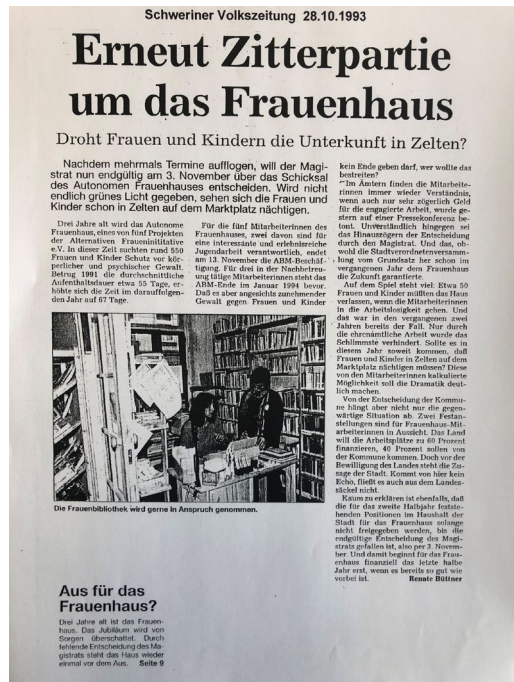 Schweriner Volkszeitung 28.10.1993
Erneut Zitterpartie
um das Frauenhaus
Droht Frauen und Kindern die Unterkunft in Zelten?
Nachdem mehrmals Termine aufflogen, will der Magi-
strat nun endgültig am 3. November über das Schicksal
des Autonomen Frauenhauses entscheiden. Wird nicht
endlich grünes Licht gegeben, sehen sich die Frauen und
Kinder schon in Zelten auf dem Marktplatz nächtigen.
Drei Jahre alt wird das Autonome
Frauenhaus, eines von fünf Projekten
der Alternativen Fraueninitiative
e.V. In dieser Zeit suchten rund 550
Frauen und Kinder Schutz vor kör-
perlicher und psychischer Gewalt.
Betrug 1991 die durchschnittliche
Aufenthaltsdauer etwa 55 Tage, er-
höhte sich die Zeit im darauffolgen-
den Jahr auf 67 Tage.
Für die fünf Mitarbeiterinnen des
Frauenhauses, zwei davon sind für
eine interessante und erlebnisreiche
Jugendarbeit verantwortlich, endet
am 13. November die ABM-Beschäf-
tigung. Für drei in der Nachbetreu-
ung tätige Mitarbeiterinnen steht das
ABM-Ende im Januar 1994 bevor.
Daß es aber angesichts zunehmender
Gewalt gegen Frauen und Kinder
kein Ende geben darf, wer wollte das
bestreiten?
Im Ämtern finden die Mitarbeite-
rinnen immer wieder Verständnis,
wenn auch nur sehr zögerlich Geld
für die engagierte Arbeit, wurde ge-
stern auf einer Pressekonferenz be-
tont. Unverständlich hingegen sei
das Hinauszögern der Entscheidung
durch den Magistrat. Und das, ob-
wohl die Stadtverordnetenversamm-
lung vom Grundsatz her schon im
vergangenen Jahr dem Frauenhaus
die Zukunft garantierte.
Auf dem Spiel steht viel: Etwa 50
Frauen und Kinder müßten das Haus
verlassen, wenn die Mitarbeiterinnen
in die Arbeitslosigkeit gehen. Und
das war in den vergangenen zwei
Jahren bereits der Fall. Nur durch
die ehrenämtliche Arbeit wurde das
Schlimmste verhindert. Sollte es in
diesem Jahr soweit kommen, daß
Frauen und Kinder in Zelten auf dem
Marktplatz nächtigen müssen? Diese
von den Mitarbeiterinnen kalkulierte
Möglichkeit soll die Dramatik deut-
lich machen.
Von der Entscheidung der Kommu-
ne hängt aber nicht nur die gegen-
wärtige Situation ab. Zwei Festan-
stellungen sind für Frauenhaus-Mit-
arbeiterinnen in Aussicht. Das Land
will die Arbeitsplätze zu 60 Prozent
finanzieren, 40 Prozent sollen von
der Kommune kommen. Doch vor der
Bewilligung des Landes steht die Zu-
sage der Stadt. Kommt von hier kein
Echo, fließt es auch aus dem Landes-
säckel nicht.
Kaum zu erklären ist ebenfalls, daß
die für das zweite Halbjahr festste-
henden Positionen im Haushalt der
Stadt für das Frauenhaus solange
nicht freigegeben werden, bis die
endgültige Entscheidung des Magi-
strats gefallen ist, also per 3. Novem-
ber. Und damit beginnt für das Frau-
enhaus finanziell das letzte halbe
Jahr erst, wenn es bereits so gut wie
vorbei ist. Renate Büttner
Die Frauenbibliothek wird gerne in Anspruch genommen.
Aus für das
Frauenhaus?
Drei Jahre alt ist das Frauen-
haus. Das Jubiläum wird von
Sorgen überschattet. Durch
fehlende Entscheidung des Ma-
gistrats steht das Haus wieder
einmal vor dem Aus. Seite 9